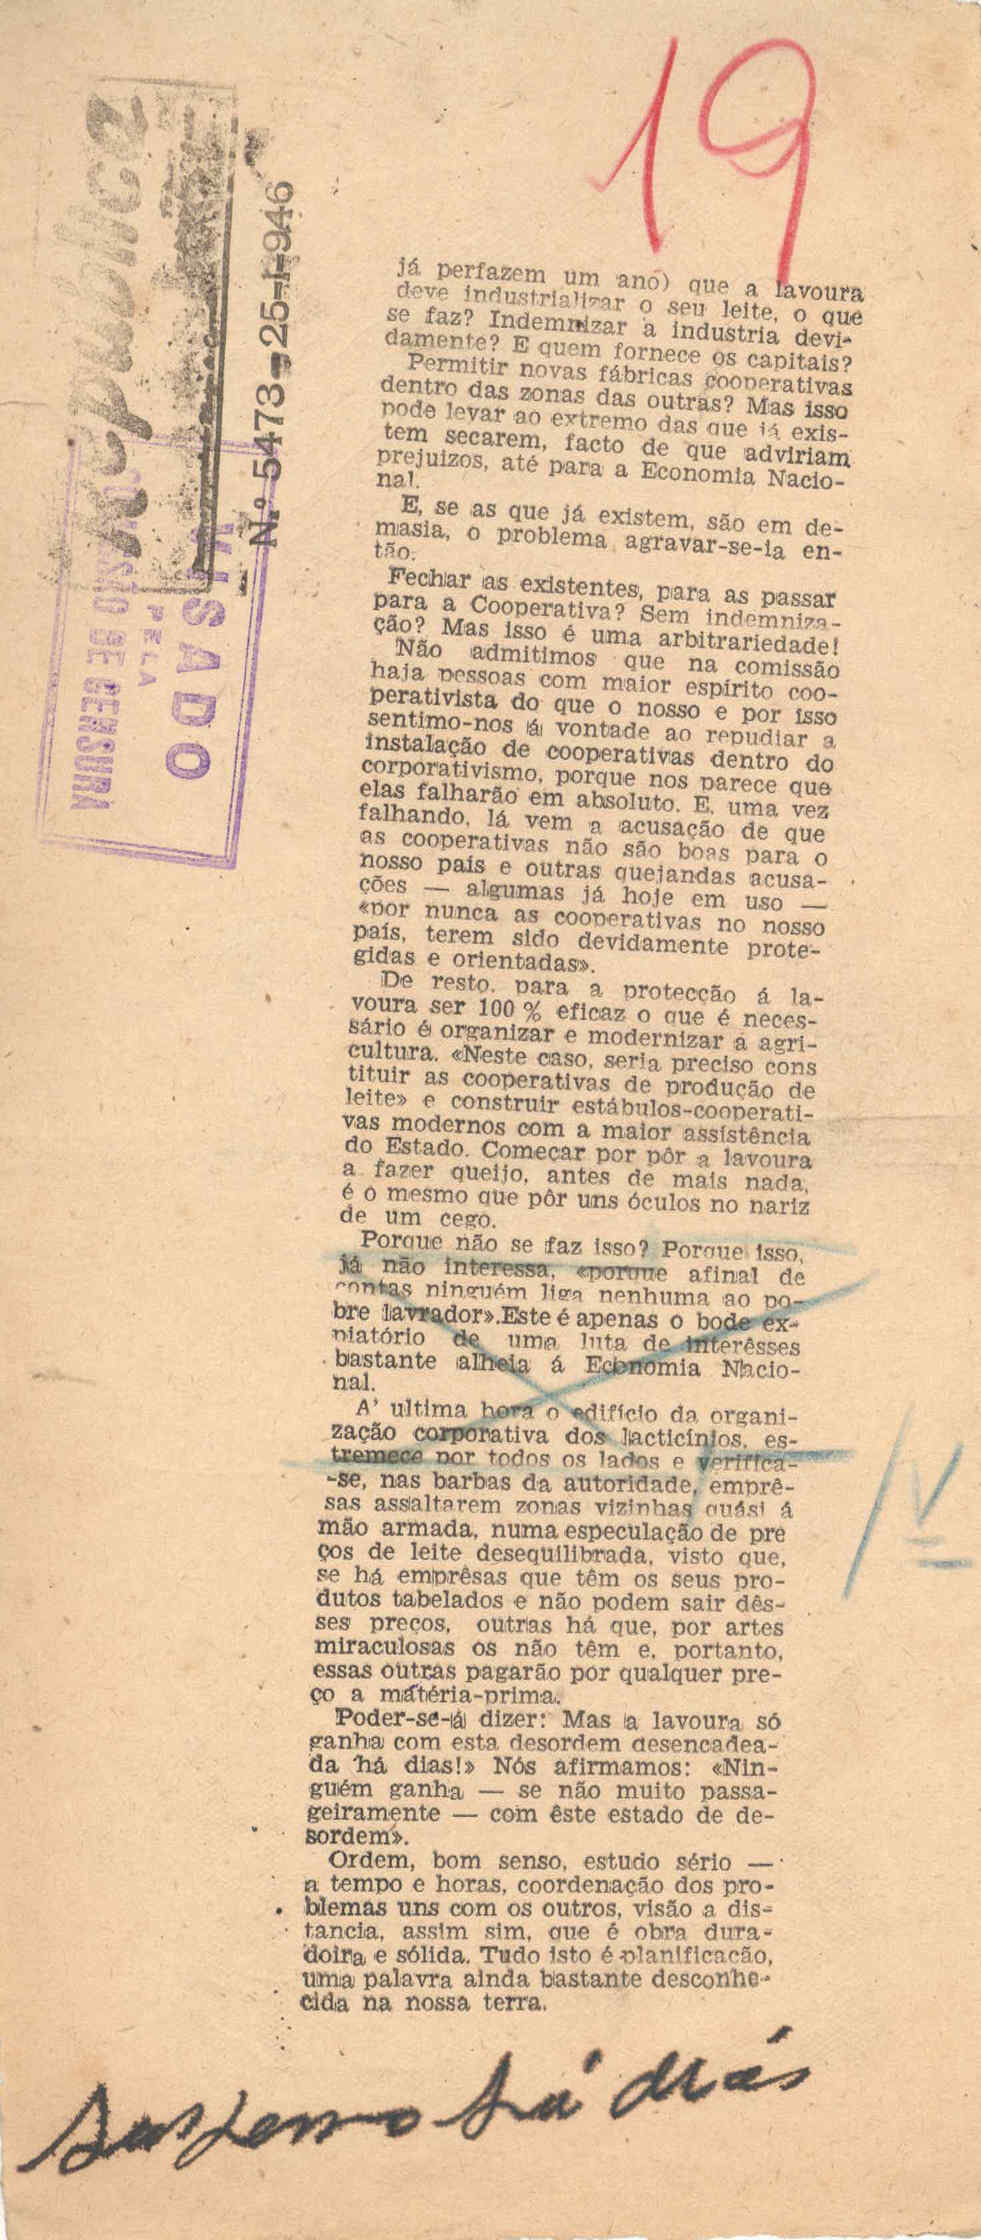 19
República
N.º 5473-25-1-946
VISADO
PELA
COMISSÃO DE CENSURA
já perfazem um ano) que a lavoura
deve industrializar o seu leite, o que
se faz? Indemnizar a industria devi-
damente? E quem fornece os capitais?
Permitir novas fábricas cooperativas
dentro das zonas das outras? Mas isso
pode levar ao extremo das que já exis-
tem secarem, facto de que adviriam
prejuizos, até para a Economia Nacio-
nal.
E, se as que já existem, são em de-
masia, o problema agravar-se-ia en-
tão.
Fechar as existentes, para as passar
para a Cooperativa? Sem indemniza-
ção? Mas isso é uma arbitrariedade!
Não admitimos que na comissão
haja pessoas com maior espírito coo-
perativista do que o nosso e por isso
sentimo-nos á vontade ao repudiar a
instalação de cooperativas dentro do
corporativismo, porque nos parece que
elas falharão em absoluto. E, uma vez
falhando, lá vem a acusação de que
as cooperativas não são boas para o
nosso país e outras quejandas acusa-
ções — algumas já hoje em uso —
«por nunca as cooperativas no nosso
país, terem sido devidamente prote-
gidas e orientadas».
De resto, para a protecção á la-
voura ser 100 % eficaz o que é neces-
sário é organizar e modernizar a agri-
cultura. «Neste caso, seria preciso cons
tituir as cooperativas de produção de
leite» e construir estábulos-cooperati-
vas modernos com a maior assistência
do Estado. Começar por pôr a lavoura
a fazer queijo, antes de mais nada,
é o mesmo que pôr uns óculos no nariz
de um cego.
Porque não se faz isso? Porque isso,
já não interessa, «porque afinal de
contas ninguém liga nenhuma ao po-
bre lavrador».Este é apenas o bode ex-
piatório de uma luta de interêsses
bastante alheia á Economia Nacio-
nal.
A' ultima hora o edifício da organi-
zação corporativa dos lacticínios, es-
tremece por todos os lados e verifica-
-se, nas barbas da autoridade, emprê-
sas assaltarem zonas vizinhas quási á
mão armada, numa especulação de pre
ços de leite desequilibrada, visto que,
se há emprêsas que têm os seus pro-
dutos tabelados e não podem sair dês-
ses preços, outras há que, por artes
miraculosas os não têm e, portanto,
essas outras pagarão por qualquer pre-
ço a matéria-prima.
Poder-se-á dizer: Mas a lavoura só
ganha com esta desordem desencadea-
da há dias!» Nós afirmamos: «Nin-
guém ganha — se não muito passa-
geiramente — com êste estado de de-
sordem».
Ordem, bom senso, estudo sério —
a tempo e horas, coordenação dos pro-
blemas uns com os outros, visão a dis-
tancia, assim sim, que é obra dura-
doira e sólida. Tudo isto é planificação,
uma palavra ainda bastante desconhe-
cida na nossa terra.
suspenso há dias